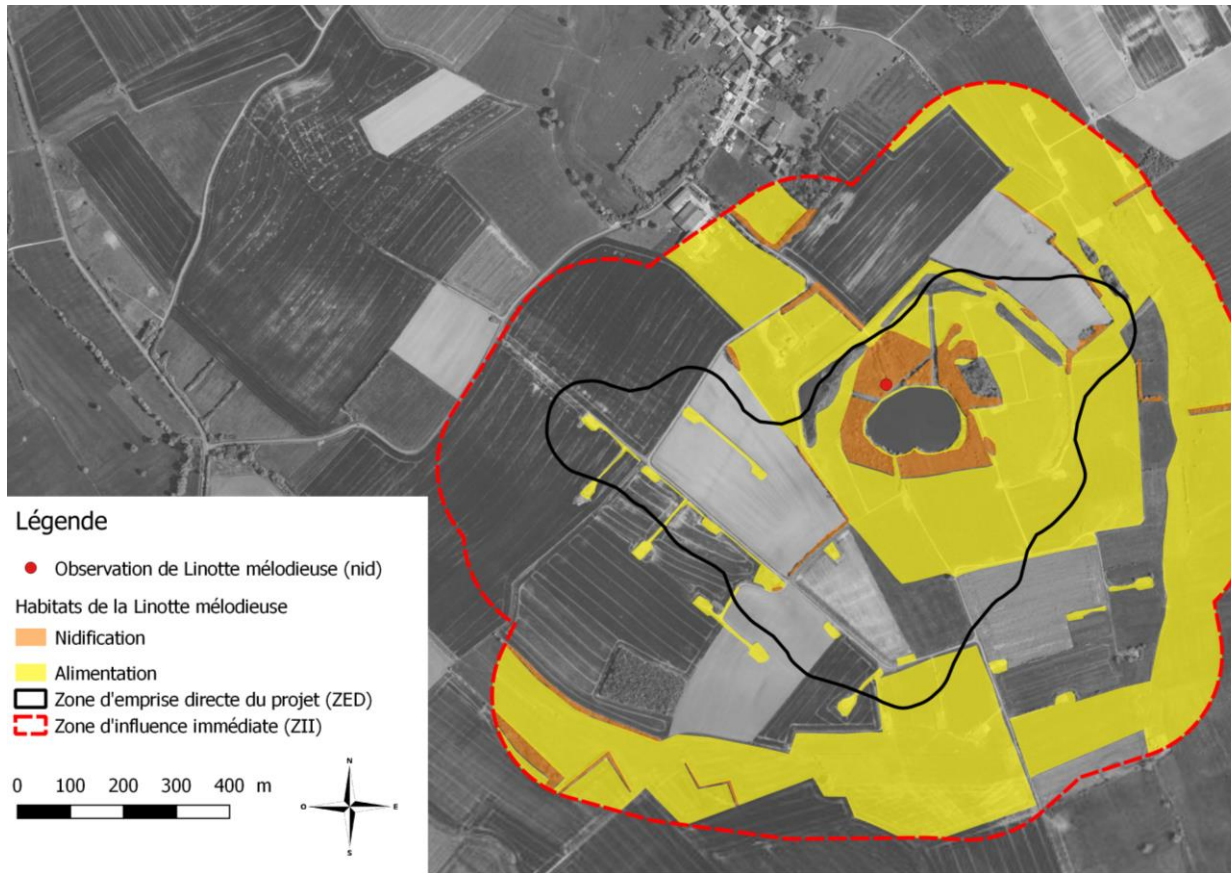 Légende
Observation de Linotte mélodieuse (nid)
Habitats de la Linotte mélodieuse
Nidification
Alimentation
Zone d'emprise directe du projet (ZED)
Zone d'influence immédiate (ZII)
0 100 200 300 400 m
N
O E
S